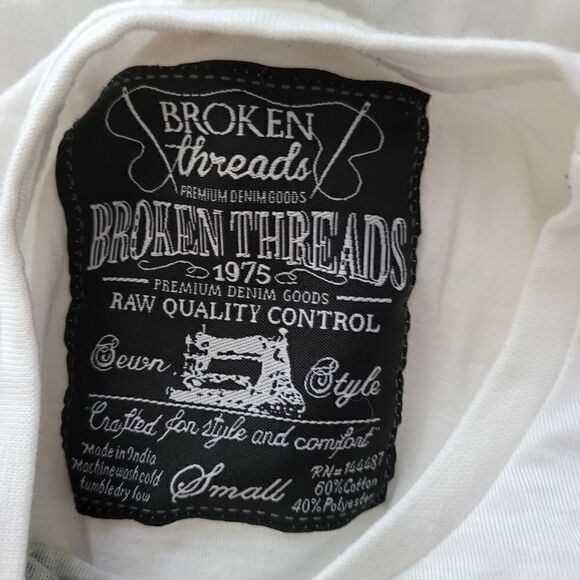 BROKEN
threads
PREMIUM DENIM GOODS
BROKEN THREADS
1975
PREMIUM DENIM GOODS
RAW QUALITY CONTROL
Sewn Style
"Crafted for style and comfort"
Made in India
Machine wash cold
tumble dry low
Small
RN# 144487
60% Cotton
40% Polyester